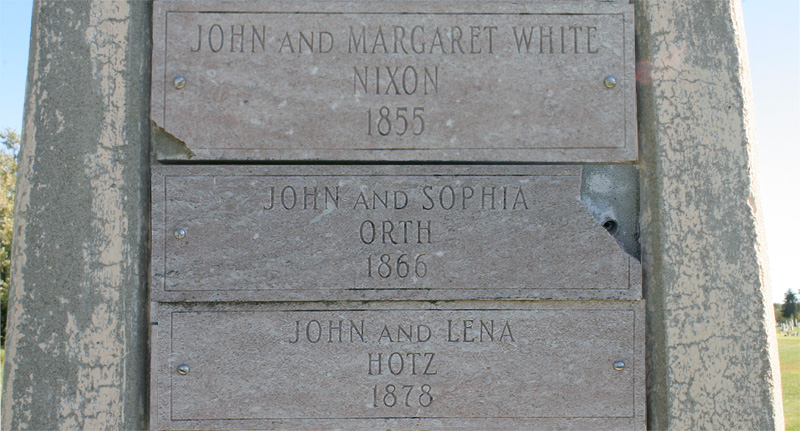 JOHN AND MARGARET WHITE
NIXON
1855
JOHN AND SOPHIA
ORTH
1866
JOHN AND LENA
HOTZ
1878